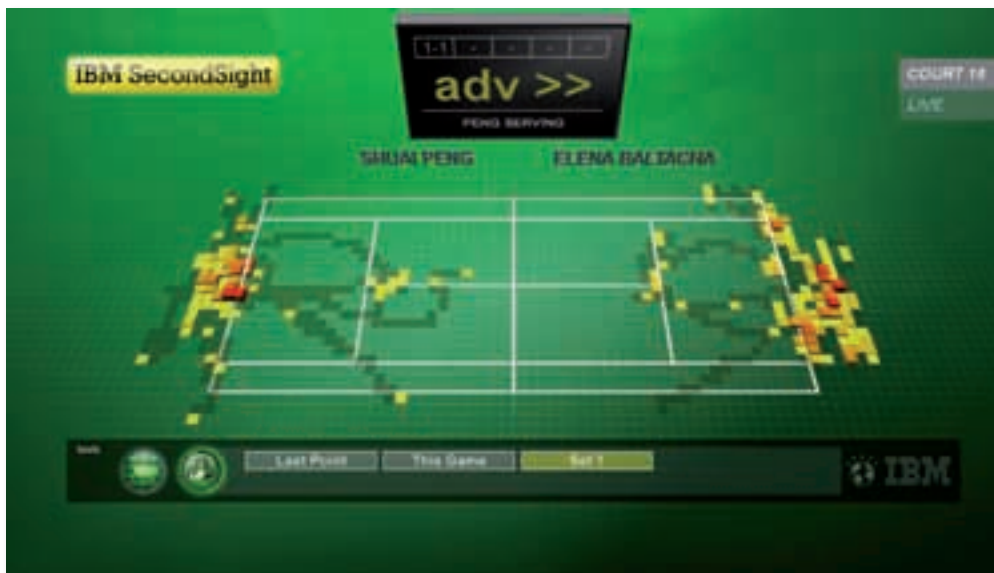 1-1 - - - -
IBM SecondSight
adv >>
PENG SERVING
COURT 18
LIVE
SHUAI PENG
ELENA BALTACHA
Last Point
This Game
Set 1
IBM